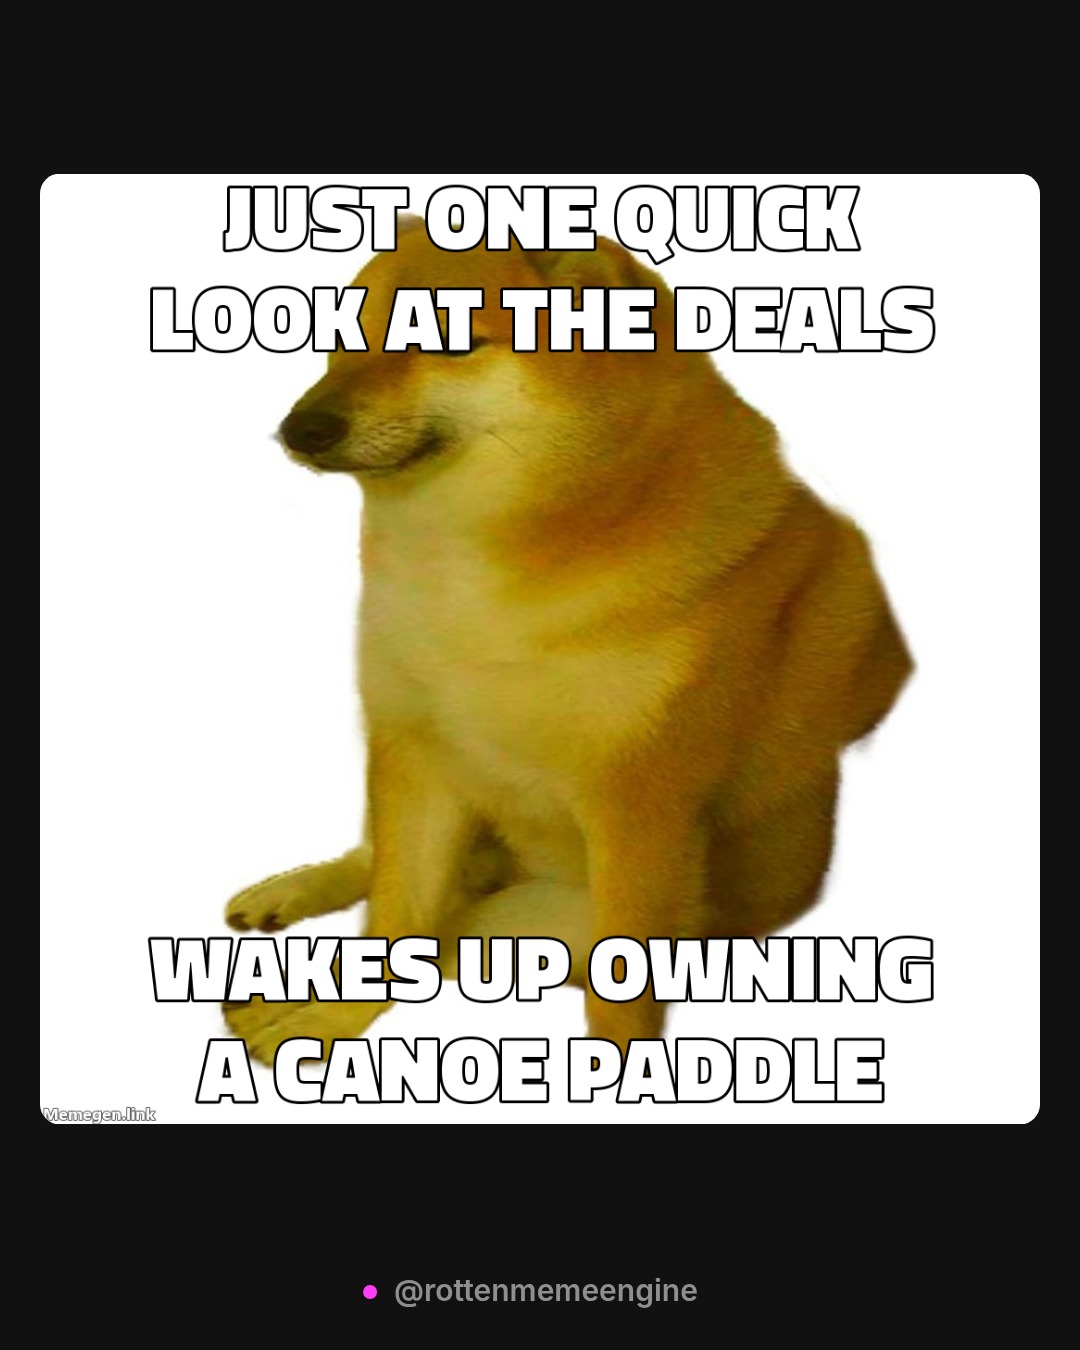 JUST ONE QUICK
LOOK AT THE DEALS
WAKES UP OWNING
A CANOE PADDLE
Memegen.link
@rottenmemeengine